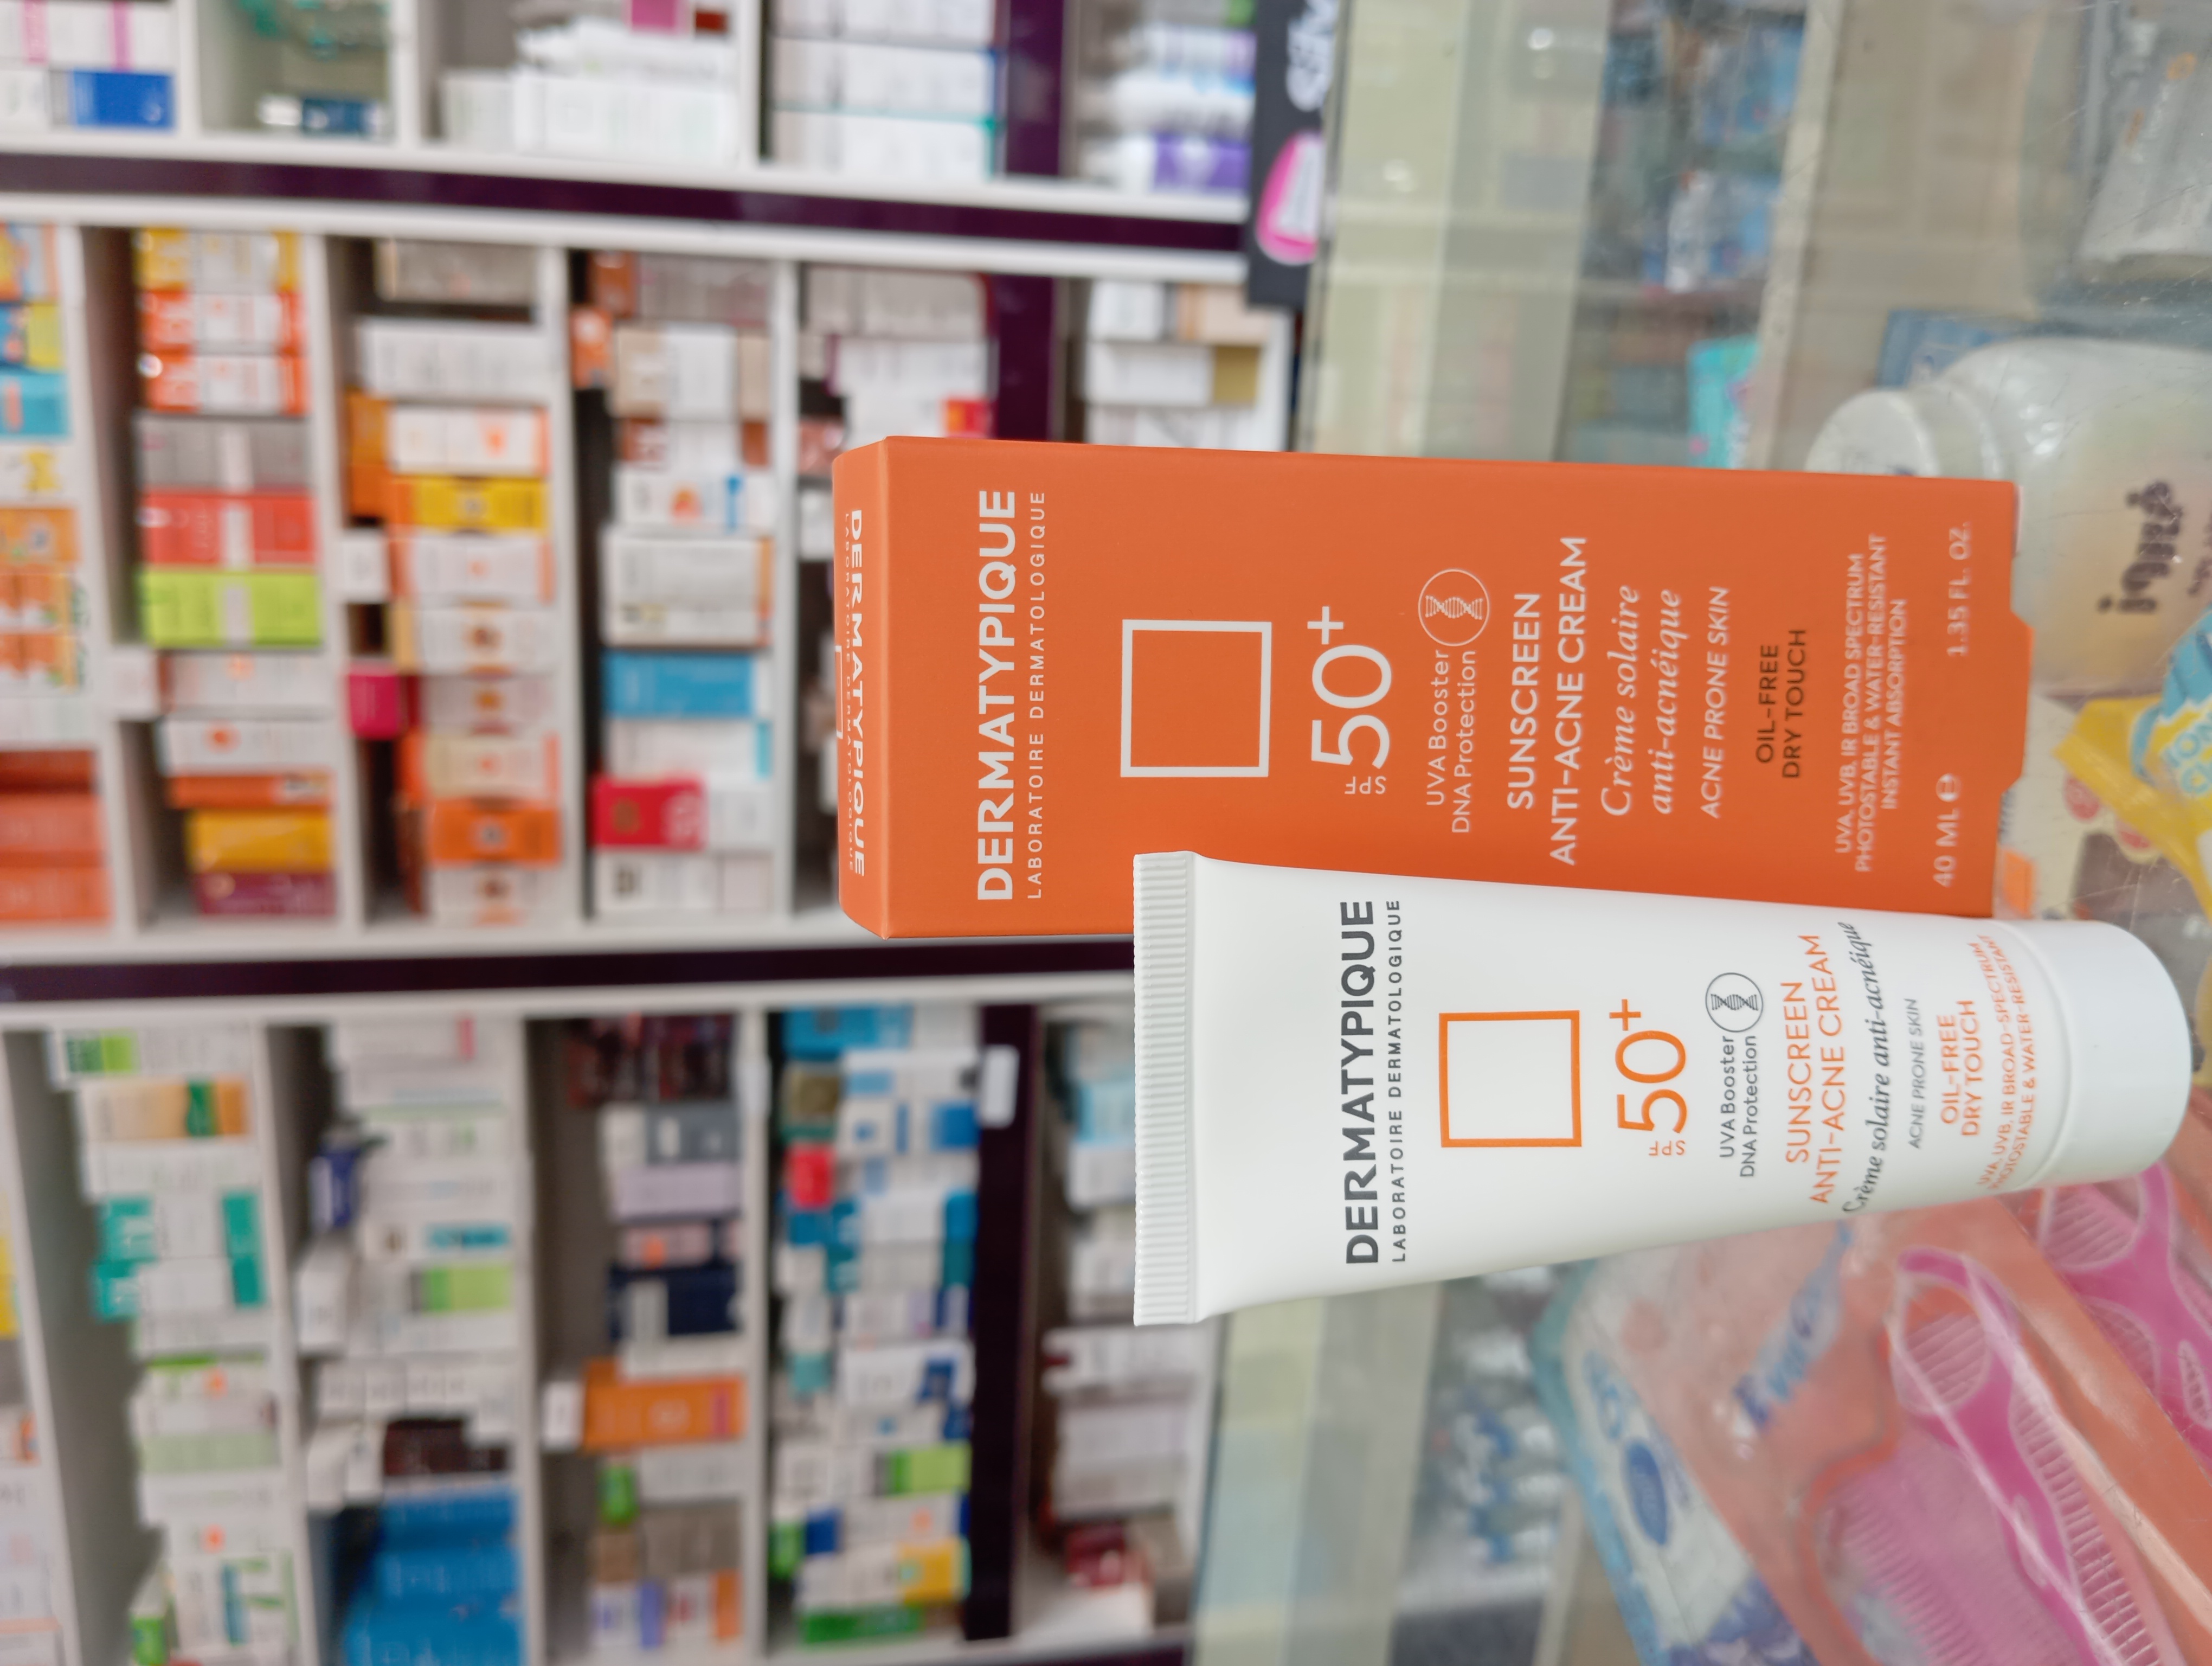 DERMATYPIQUE
LABORATOIRE DERMATOLOGIQUE
DERMATYPIQUE
LABORATOIRE DERMATOLOGIQUE
SPF 50+
UVA Booster
DNA Protection
SUNSCREEN
ANTI-ACNE CREAM
Crème solaire
anti-acnéique
ACNE PRONE SKIN
OIL-FREE
DRY TOUCH
UVA, UVB, IR BROAD SPECTRUM
PHOTOSTABLE & WATER-RESISTANT
INSTANT ABSORPTION
40 ML ℮ 1.35 FL. OZ.
DERMATYPIQUE
LABORATOIRE DERMATOLOGIQUE
SPF 50+
UVA Booster
DNA Protection
SUNSCREEN
ANTI-ACNE CREAM
Crème solaire anti-acnéique
ACNE PRONE SKIN
OIL-FREE
DRY TOUCH
UVA, UVB, IR BROAD-SPECTRUM
PHOTOSTABLE & WATER-RESISTANT